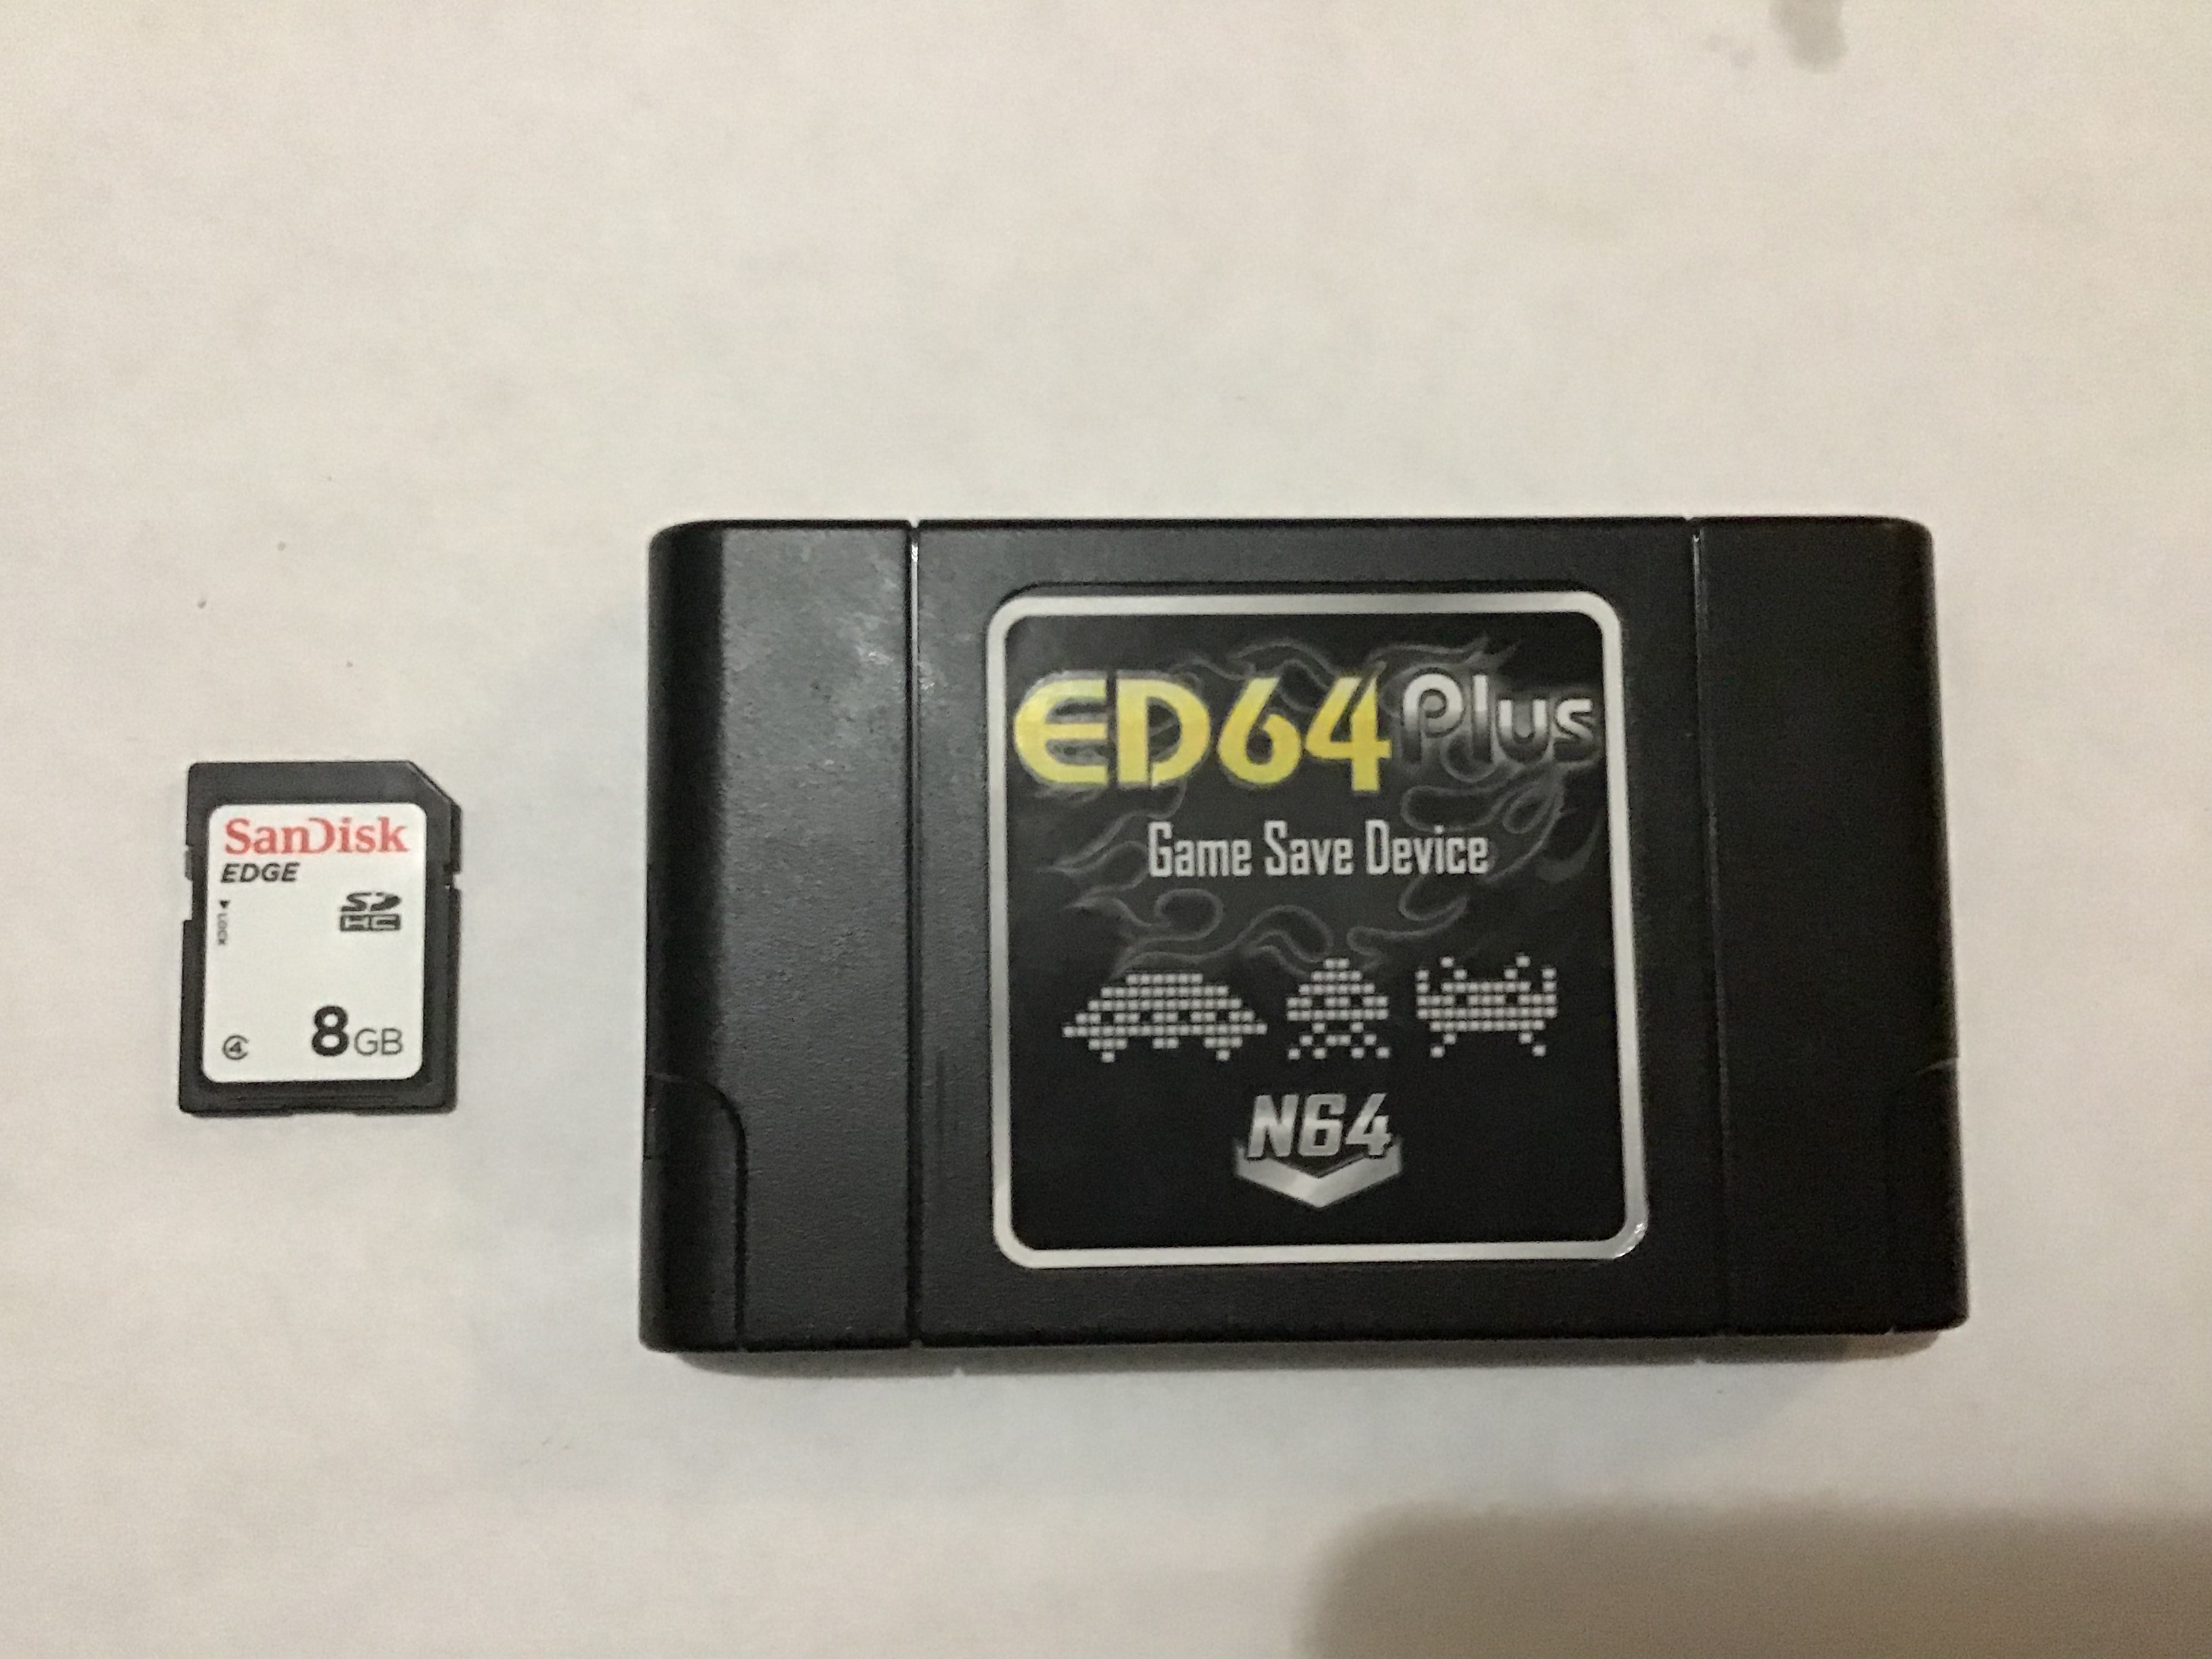 SanDisk
EDGE
SD
HC
LOCK
4
8GB
ED64 Plus
Game Save Device
N64